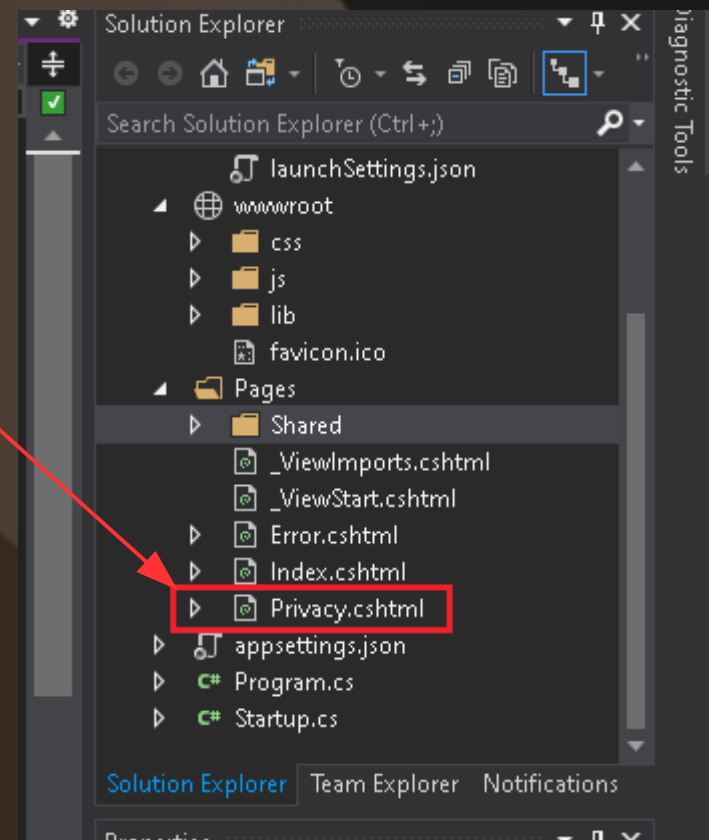 Solution Explorer
Diagnostic Tools
Search Solution Explorer (Ctrl+;)
launchSettings.json
wwwroot
css
js
lib
favicon.ico
Pages
Shared
_ViewImports.cshtml
_ViewStart.cshtml
Error.cshtml
Index.cshtml
Privacy.cshtml
appsettings.json
C# Program.cs
C# Startup.cs
Solution Explorer Team Explorer Notifications
Properties